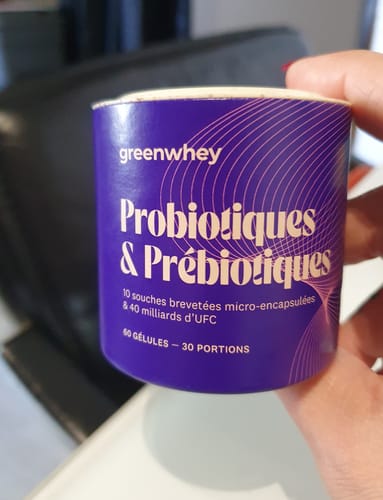 greenwhey
Probiotiques
& Prébiotiques
10 souches brevetées micro-encapsulées
& 40 milliards d'UFC
60 GÉLULES — 30 PORTIONS